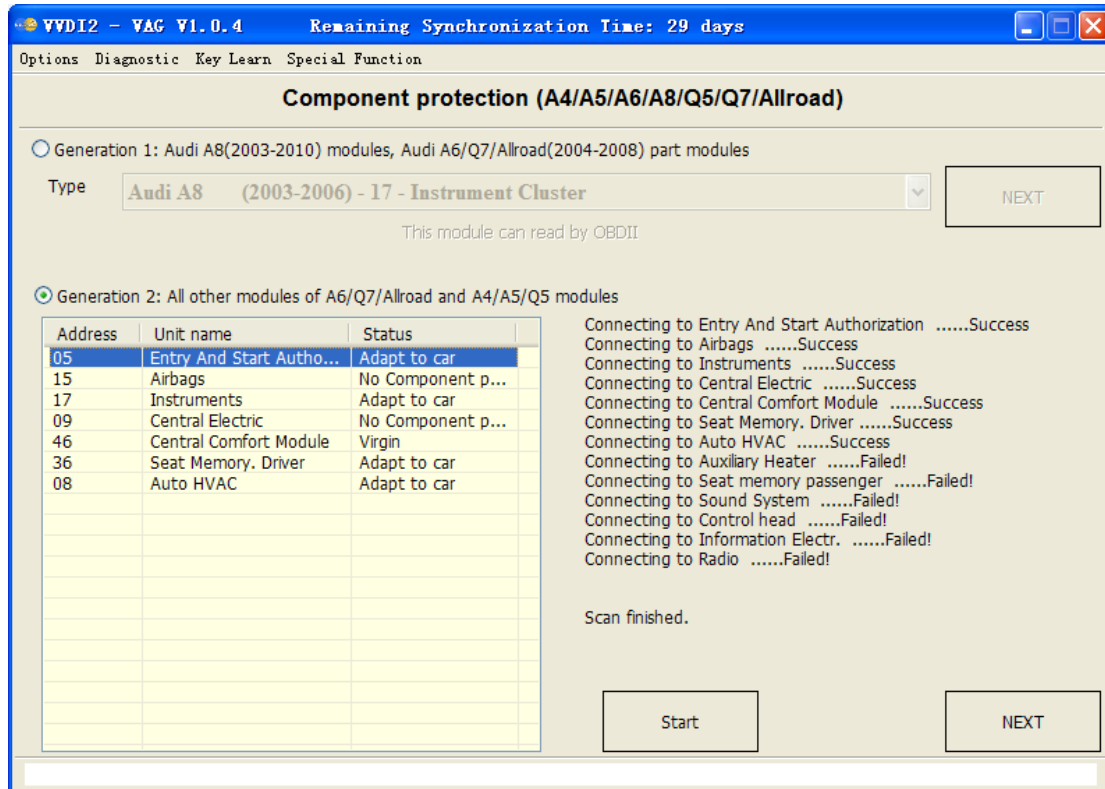 VVDI2 - VAG V1.0.4 Remaining Synchronization Time: 29 days
Options Diagnostic Key Learn Special Function
Component protection (A4/A5/A6/A8/Q5/Q7/Allroad)
Generation 1: Audi A8(2003-2010) modules, Audi A6/Q7/Allroad(2004-2008) part modules
Type Audi A8 (2003-2006) - 17 - Instrument Cluster NEXT
This module can read by OBDII
Generation 2: All other modules of A6/Q7/Allroad and A4/A5/Q5 modules
Address Unit name Status
05 Entry And Start Autho... Adapt to car
15 Airbags No Component p...
17 Instruments Adapt to car
09 Central Electric No Component p...
46 Central Comfort Module Virgin
36 Seat Memory. Driver Adapt to car
08 Auto HVAC Adapt to car
Connecting to Entry And Start Authorization ......Success
Connecting to Airbags ......Success
Connecting to Instruments ......Success
Connecting to Central Electric ......Success
Connecting to Central Comfort Module ......Success
Connecting to Seat Memory. Driver ......Success
Connecting to Auto HVAC ......Success
Connecting to Auxiliary Heater ......Failed!
Connecting to Seat memory passenger ......Failed!
Connecting to Sound System ......Failed!
Connecting to Control head ......Failed!
Connecting to Information Electr. ......Failed!
Connecting to Radio ......Failed!
Scan finished.
Start NEXT